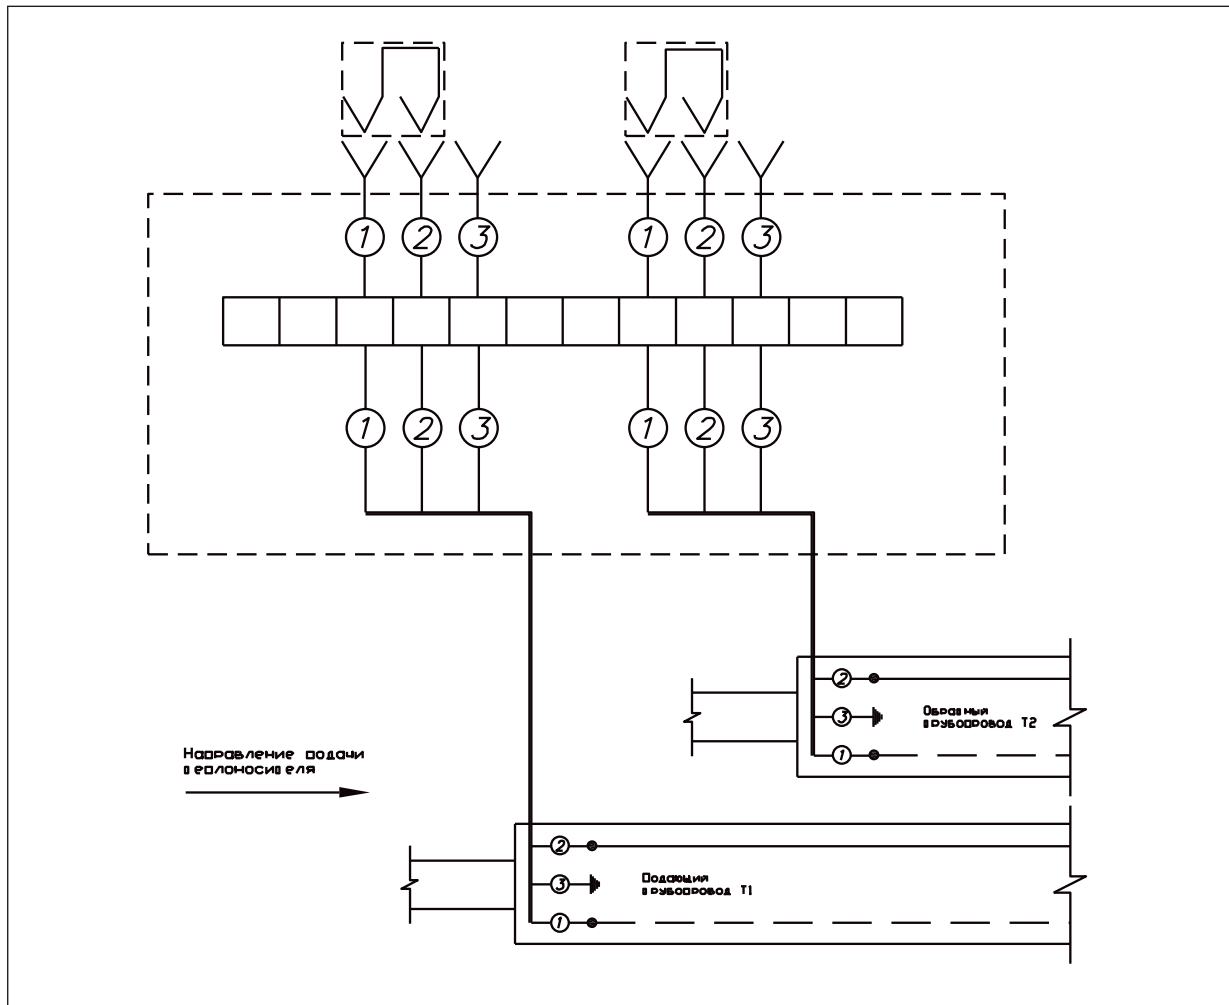 1 2 3 1 2 3
1 2 3 1 2 3
2
3
1
Обратный
трубопровод Т2
Направление подачи
теплоносителя
2
3
1
Подающий
трубопровод Т1